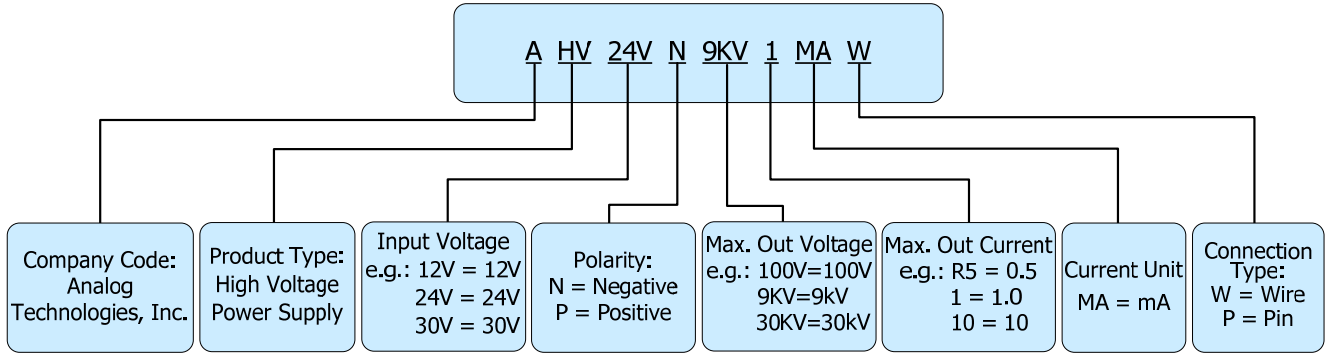 A HV 24V N 9KV 1 MA W
Company Code:
Analog
Technologies, Inc.
Product Type:
High Voltage
Power Supply
Input Voltage
e.g.: 12V = 12V
24V = 24V
30V = 30V
Polarity:
N = Negative
P = Positive
Max. Out Voltage
e.g.: 100V=100V
9KV=9kV
30KV=30kV
Max. Out Current
e.g.: R5 = 0.5
1 = 1.0
10 = 10
Current Unit
MA = mA
Connection
Type:
W = Wire
P = Pin